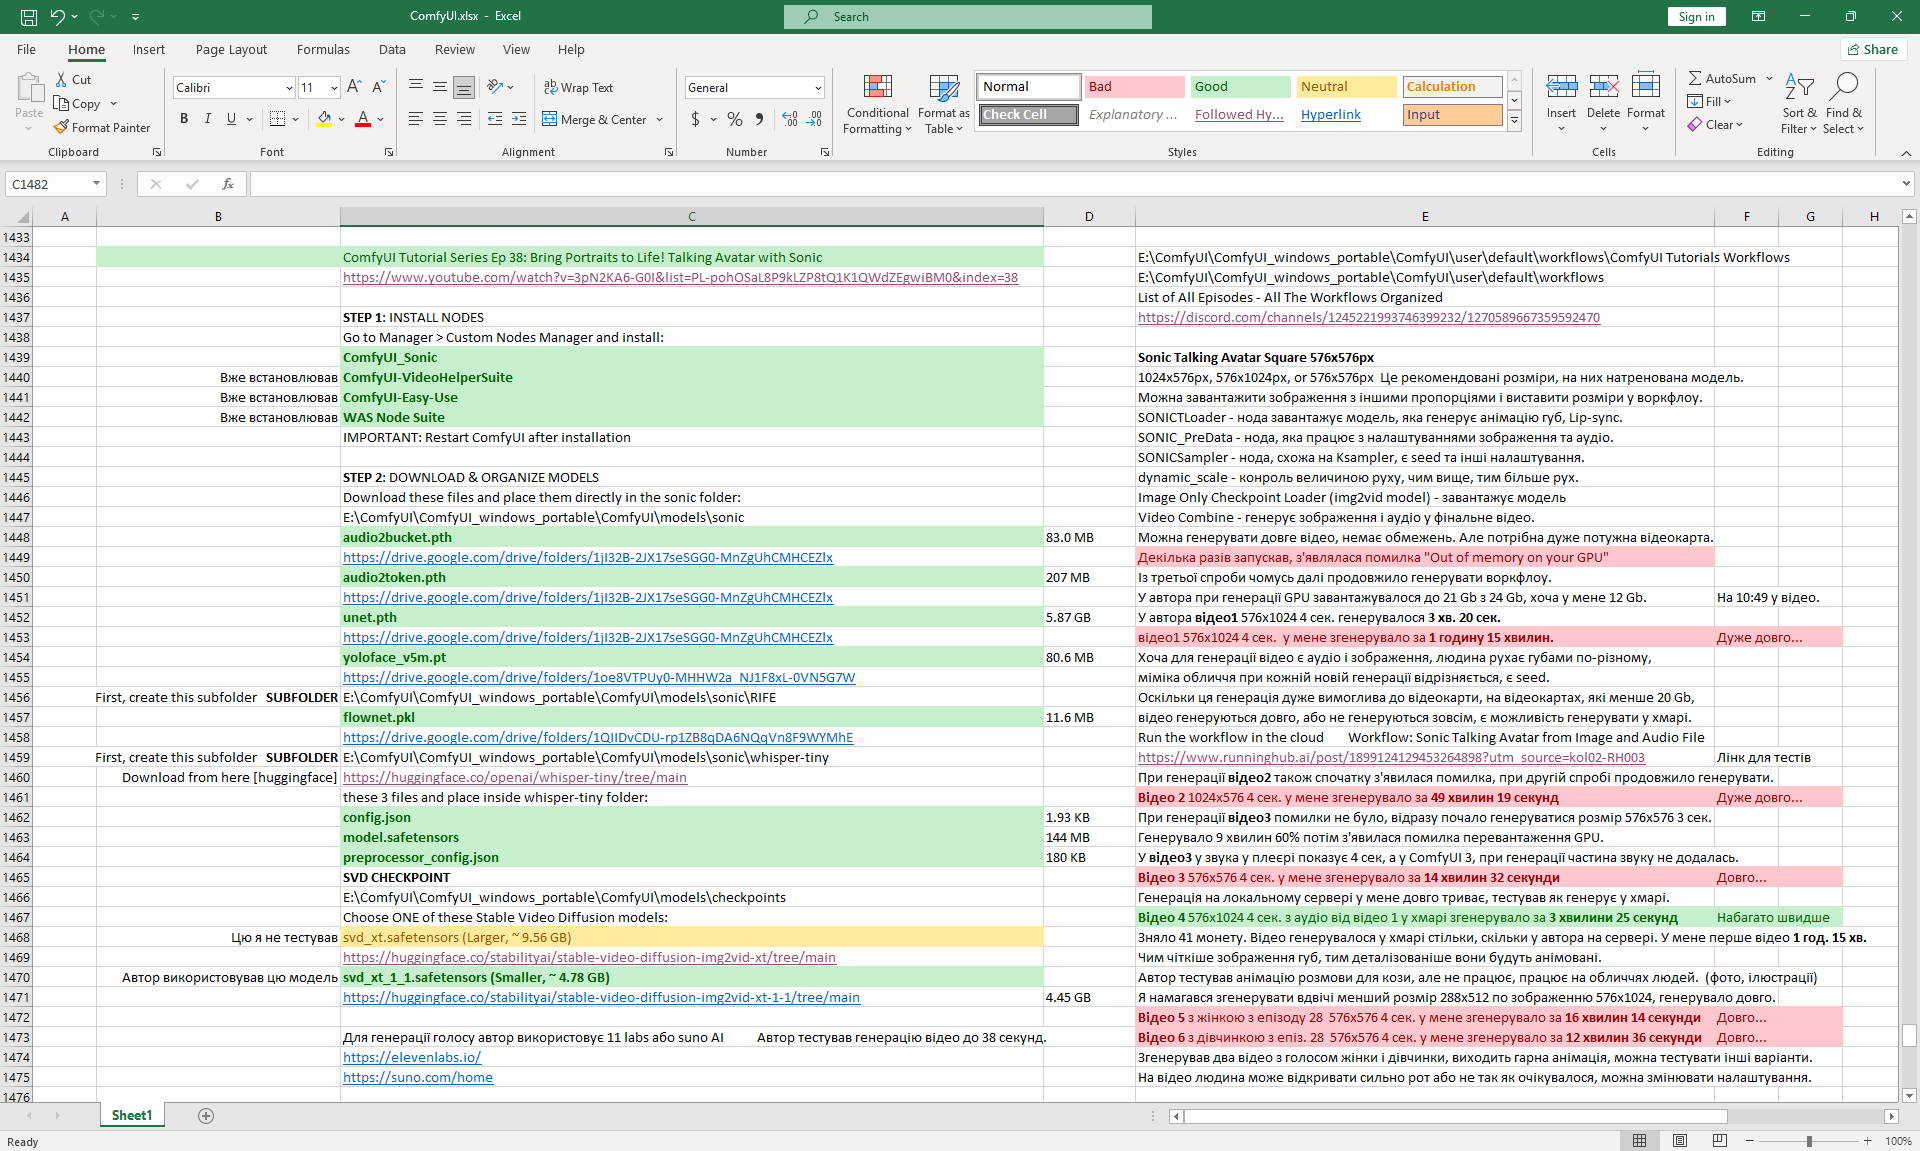 ComfyUI.xlsx - Excel
Search
Sign in
File Home Insert Page Layout Formulas Data Review View Help
Share
Paste
Cut
Copy
Format Painter
Clipboard
Calibri 11
B I U
Font
Wrap Text
Merge & Center
Alignment
General
$ % 9
Number
Conditional Formatting
Format as Table
Normal Bad Good Neutral Calculation
Check Cell Explanatory ... Followed Hy... Hyperlink Input
Styles
Insert Delete Format
Cells
AutoSum
Fill
Clear
Sort & Filter
Find & Select
Editing
C1482 fx
A B C D E F G H
1433
1434 ComfyUI Tutorial Series Ep 38: Bring Portraits to Life! Talking Avatar with Sonic E:\ComfyUI\ComfyUI_windows_portable\ComfyUI\user\default\workflows\ComfyUI Tutorials Workflows
1435 https://www.youtube.com/watch?v=3pN2KA6-G0I&list=PL-pohOSaL8P9kLZP8tQ1K1QWdZEgwiBM0&index=38 E:\ComfyUI\ComfyUI_windows_portable\ComfyUI\user\default\workflows
1436 List of All Episodes - All The Workflows Organized
1437 STEP 1: INSTALL NODES https://discord.com/channels/1245221993746399232/1270589667359592470
1438 Go to Manager > Custom Nodes Manager and install:
1439 ComfyUI_Sonic Sonic Talking Avatar Square 576x576px
1440 Вже встановлював ComfyUI-VideoHelperSuite 1024x576px, 576x1024px, or 576x576px Це рекомендовані розміри, на них натренована модель.
1441 Вже встановлював ComfyUI-Easy-Use Можна завантажити зображення з іншими пропорціями і виставити розміри у воркфлоу.
1442 Вже встановлював WAS Node Suite SONICTLoader - нода завантажує модель, яка генерує анімацію губ, Lip-sync.
1443 IMPORTANT: Restart ComfyUI after installation SONIC_PreData - нода, яка працює з налаштуваннями зображення та аудіо.
1444 SONICSampler - нода, схожа на Ksampler, є seed та інші налаштування.
1445 STEP 2: DOWNLOAD & ORGANIZE MODELS dynamic_scale - конроль величиною руху, чим вище, тим більше рух.
1446 Download these files and place them directly in the sonic folder: Image Only Checkpoint Loader (img2vid model) - завантажує модель
1447 E:\ComfyUI\ComfyUI_windows_portable\ComfyUI\models\sonic Video Combine - генерує зображення і аудіо у фінальне відео.
1448 audio2bucket.pth 83.0 MB Можна генерувати довге відео, немає обмежень. Але потрібна дуже потужна відеокарта.
1449 https://drive.google.com/drive/folders/1jI32B-2JX17seSGG0-MnZgUhCMHCEZlx Декілька разів запускав, з'являлася помилка "Out of memory on your GPU"
1450 audio2token.pth 207 MB Із третьої спроби чомусь далі продовжило генерувати воркфлоу.
1451 https://drive.google.com/drive/folders/1jI32B-2JX17seSGG0-MnZgUhCMHCEZlx У автора при генерації GPU завантажувалося до 21 Gb з 24 Gb, хоча у мене 12 Gb. На 10:49 у відео.
1452 unet.pth 5.87 GB У автора відео1 576x1024 4 сек. генерувалося 3 хв. 20 сек.
1453 https://drive.google.com/drive/folders/1jI32B-2JX17seSGG0-MnZgUhCMHCEZlx відео1 576x1024 4 сек. у мене згенерувало за 1 годину 15 хвилин. Дуже довго...
1454 yoloface_v5m.pt 80.6 MB Хоча для генерації відео є аудіо і зображення, людина рухає губами по-різному,
1455 https://drive.google.com/drive/folders/1oe8VTPUy0-MHHW2a_NJ1F8xL-0VN5G7W міміка обличчя при кожній новій генерації відрізняється, є seed.
1456 First, create this subfolder SUBFOLDER E:\ComfyUI\ComfyUI_windows_portable\ComfyUI\models\sonic\RIFE Оскільки ця генерація дуже вимоглива до відеокарти, на відеокартах, які менше 20 Gb,
1457 flownet.pkl 11.6 MB відео генеруються довго, або не генеруються зовсім, є можливість генерувати у хмарі.
1458 https://drive.google.com/drive/folders/1QIIDvCDU-rp1ZB8qDA6NQqVn8F9WYMhE Run the workflow in the cloud Workflow: Sonic Talking Avatar from Image and Audio File
1459 First, create this subfolder SUBFOLDER E:\ComfyUI\ComfyUI_windows_portable\ComfyUI\models\sonic\whisper-tiny https://www.runninghub.ai/post/1899124129453264898?utm_source=kol02-RH003 Лінк для тестів
1460 Download from here [huggingface] https://huggingface.co/openai/whisper-tiny/tree/main При генерації відео2 також спочатку з'явилася помилка, при другій спробі продовжило генерувати.
1461 these 3 files and place inside whisper-tiny folder: Відео 2 1024x576 4 сек. у мене згенерувало за 49 хвилин 19 секунд Дуже довго...
1462 config.json 1.93 KB При генерації відео3 помилки не було, відразу почало генеруватися розмір 576x576 3 сек.
1463 model.safetensors 144 MB Генерувало 9 хвилин 60% потім з'явилася помилка перевантаження GPU.
1464 preprocessor_config.json 180 KB У відео3 у звука у плеєрі показує 4 сек, а у ComfyUI 3, при генерації частина звуку не додалась.
1465 SVD CHECKPOINT Відео 3 576x576 4 сек. у мене згенерувало за 14 хвилин 32 секунди Довго...
1466 E:\ComfyUI\ComfyUI_windows_portable\ComfyUI\models\checkpoints Генерація на локальному сервері у мене довго триває, тестував як генерує у хмарі.
1467 Choose ONE of these Stable Video Diffusion models: Відео 4 576x1024 4 сек. з аудіо від відео 1 у хмарі згенерувало за 3 хвилини 25 секунд Набагато швидше
1468 Цю я не тестував svd_xt.safetensors (Larger, ~ 9.56 GB) Зняло 41 монету. Відео генерувалося у хмарі стільки, скільки у автора на сервері. У мене перше відео 1 год. 15 хв.
1469 https://huggingface.co/stabilityai/stable-video-diffusion-img2vid-xt/tree/main Чим чіткіше зображення губ, тим деталізованіше вони будуть анімовані.
1470 Автор використовував цю модель svd_xt_1_1.safetensors (Smaller, ~ 4.78 GB) Автор тестував анімацію розмови для кози, але не працює, працює на обличчях людей. (фото, ілюстрації)
1471 https://huggingface.co/stabilityai/stable-video-diffusion-img2vid-xt-1-1/tree/main 4.45 GB Я намагався згенерувати вдвічі менший розмір 288x512 по зображенню 576x1024, генерувало довго.
1472 Відео 5 з жінкою з епізоду 28 576x576 4 сек. у мене згенерувало за 16 хвилин 14 секунди Довго...
1473 Для генерації голосу автор використовує 11 labs або suno AI Автор тестував генерацію відео до 38 секунд. Відео 6 з дівчинкою з епіз. 28 576x576 4 сек. у мене згенерувало за 12 хвилин 36 секунди Довго...
1474 https://elevenlabs.io/ Згенерував два відео з голосом жінки і дівчинки, виходить гарна анімація, можна тестувати інші варіанти.
1475 https://suno.com/home На відео людина може відкривати сильно рот або не так як очікувалося, можна змінювати налаштування.
1476
Sheet1
Ready
100%